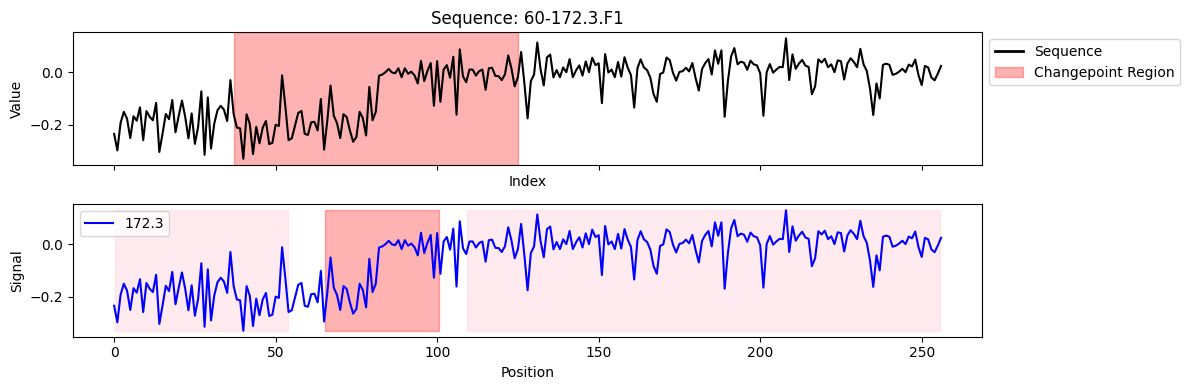 Sequence: 60-172.3.F1
Value
0.0
−0.2
Index
Sequence
Changepoint Region
Signal
0.0
−0.2
172.3
0 50 100 150 200 250
Position